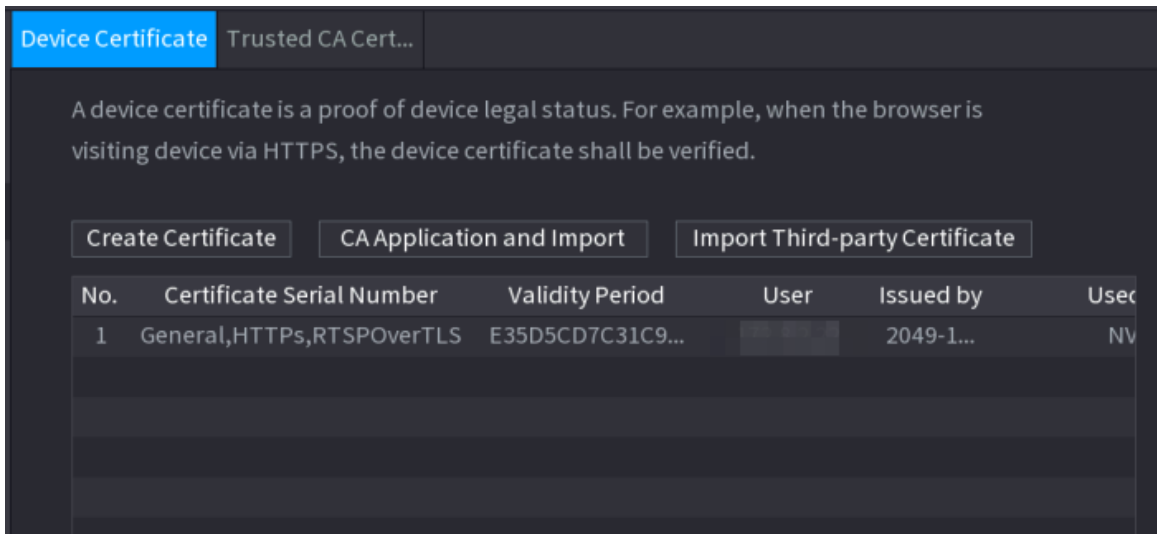 Device Certificate Trusted CA Cert...
A device certificate is a proof of device legal status. For example, when the browser is
visiting device via HTTPS, the device certificate shall be verified.
Create Certificate CA Application and Import Import Third-party Certificate
No. Certificate Serial Number Validity Period User Issued by Used
1 General,HTTPs,RTSPOverTLS E35D5CD7C31C9... 2049-1... NV